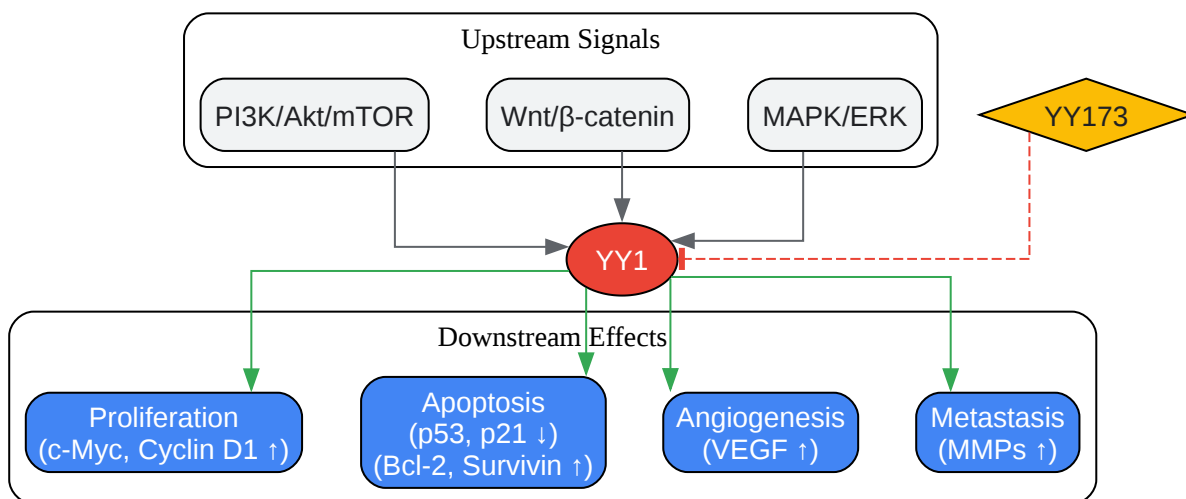 Upstream Signals
PI3K/Akt/mTOR
Wnt/β-catenin
MAPK/ERK
YY173
YY1
Downstream Effects
Proliferation
(c-Myc, Cyclin D1 ↑)
Apoptosis
(p53, p21 ↓)
(Bcl-2, Survivin ↑)
Angiogenesis
(VEGF ↑)
Metastasis
(MMPs ↑)